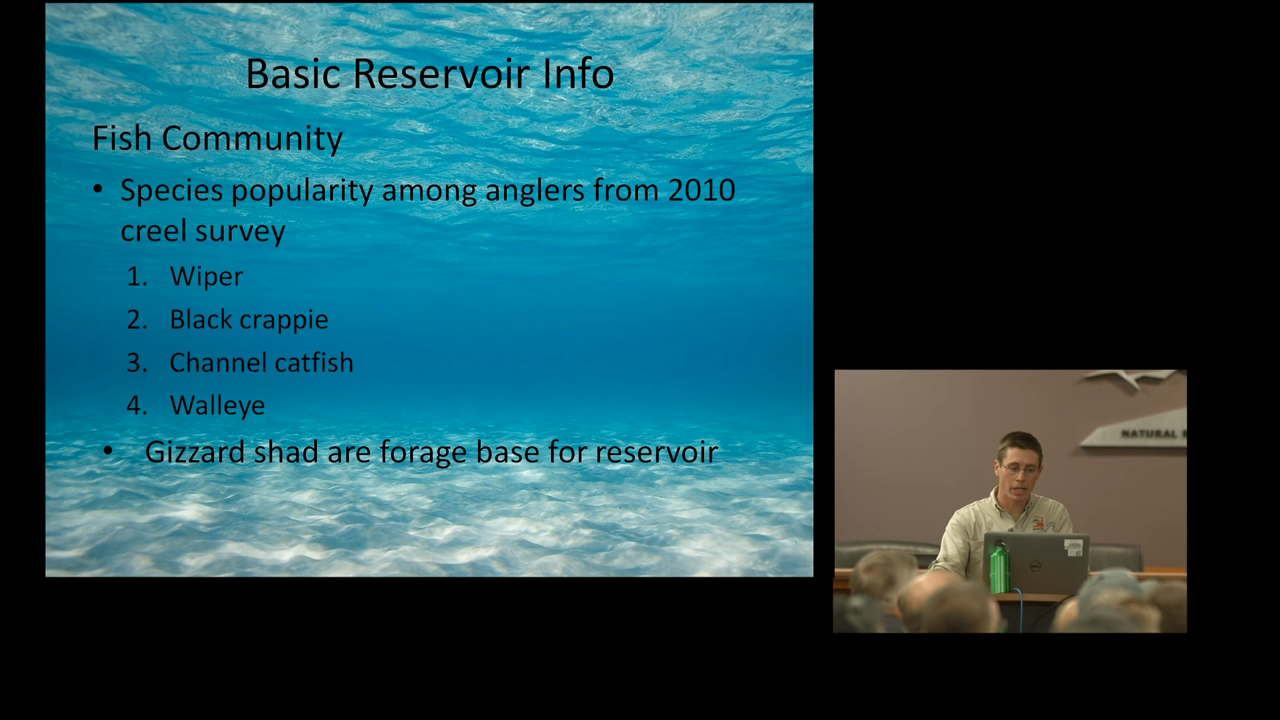 Basic Reservoir Info
Fish Community
• Species popularity among anglers from 2010
creel survey
1. Wiper
2. Black crappie
3. Channel catfish
4. Walleye
• Gizzard shad are forage base for reservoir
NATURAL
DELL